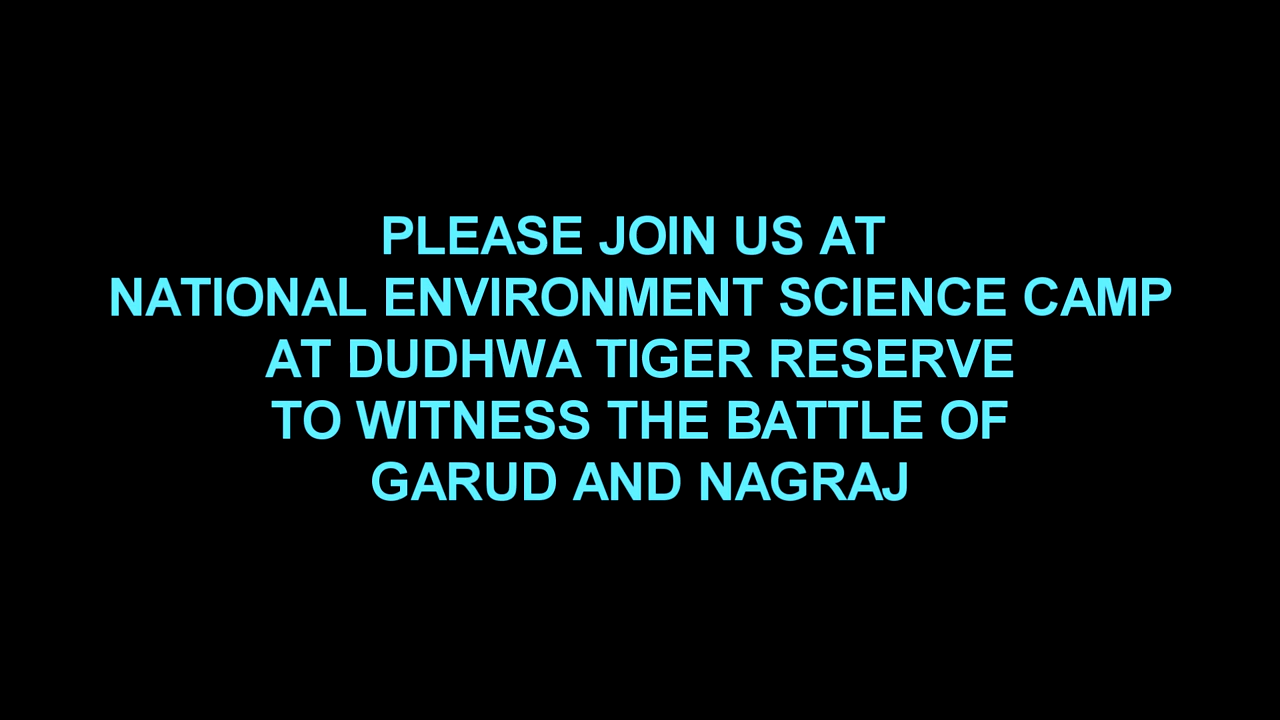 PLEASE JOIN US AT
NATIONAL ENVIRONMENT SCIENCE CAMP
AT DUDHWA TIGER RESERVE
TO WITNESS THE BATTLE OF
GARUD AND NAGRAJ